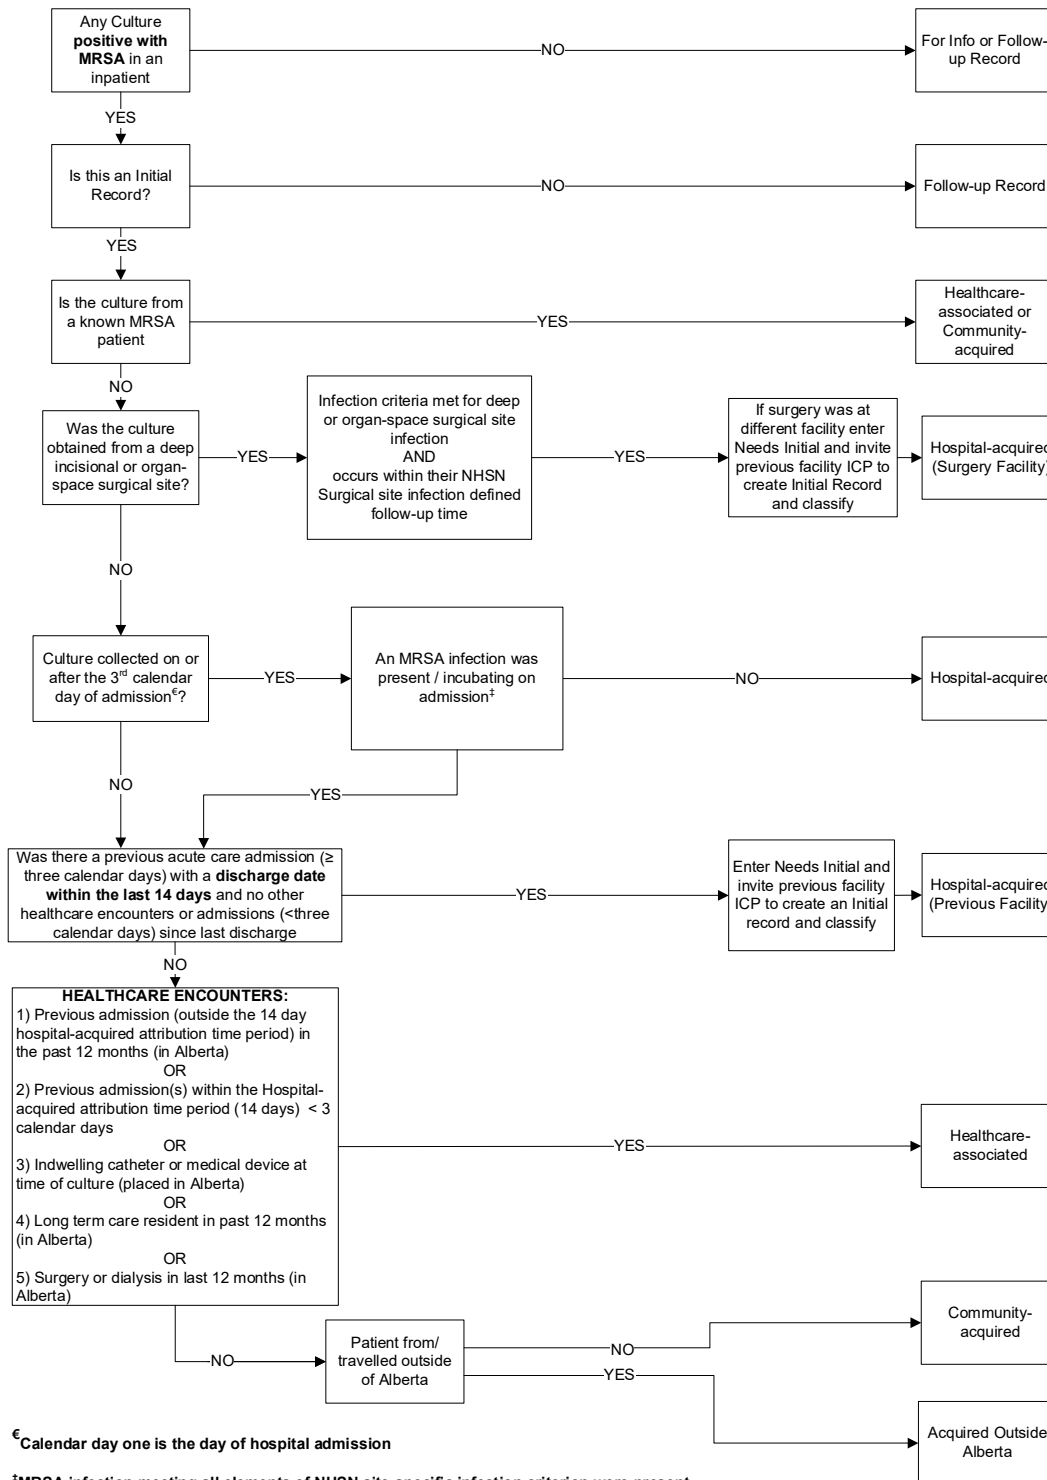 Any Culture
positive with
MRSA in an
inpatient
NO
For Info or Follow-
up Record
YES
Is this an Initial
Record?
NO
Follow-up Record
YES
Is the culture from
a known MRSA
patient
YES
Healthcare-
associated or
Community-
acquired
NO
Was the culture
obtained from a deep
incisional or organ-
space surgical site?
YES
Infection criteria met for deep
or organ-space surgical site
infection
AND
occurs within their NHSN
Surgical site infection defined
follow-up time
YES
If surgery was at
different facility enter
Needs Initial and invite
previous facility ICP to
create Initial Record
and classify
Hospital-acquired
(Surgery Facility)
NO
Culture collected on or
after the 3rd calendar
day of admission€?
YES
An MRSA infection was
present / incubating on
admission‡
NO
Hospital-acquired
NO
YES
Was there a previous acute care admission (≥
three calendar days) with a discharge date
within the last 14 days and no other
healthcare encounters or admissions (<three
calendar days) since last discharge
YES
Enter Needs Initial and
invite previous facility
ICP to create an Initial
record and classify
Hospital-acquired
(Previous Facility
NO
HEALTHCARE ENCOUNTERS:
1) Previous admission (outside the 14 day
hospital-acquired attribution time period) in
the past 12 months (in Alberta)
OR
2) Previous admission(s) within the Hospital-
acquired attribution time period (14 days) < 3
calendar days
OR
3) Indwelling catheter or medical device at
time of culture (placed in Alberta)
OR
4) Long term care resident in past 12 months
(in Alberta)
OR
5) Surgery or dialysis in last 12 months (in
Alberta)
YES
Healthcare-
associated
NO
Patient from/
travelled outside
of Alberta
NO
Community-
acquired
YES
Acquired Outside
Alberta
€Calendar day one is the day of hospital admission
‡MRSA infection meeting all elements of NHSN site-specific infection criterion were present